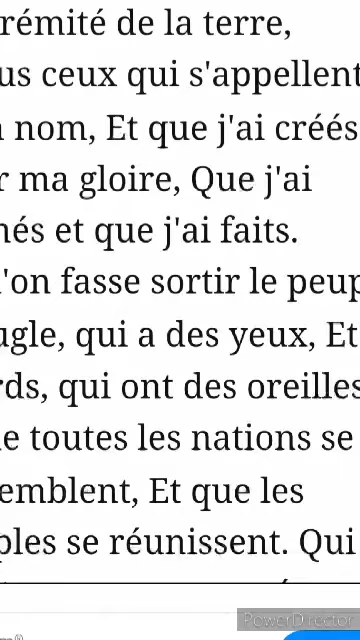 rémité de la terre,
us ceux qui s'appellent
nom, Et que j'ai créés
r ma gloire, Que j'ai
és et que j'ai faits.
'on fasse sortir le peup
ugle, qui a des yeux, Et
ds, qui ont des oreilles
e toutes les nations se
emblent, Et que les
ples se réunissent. Qui
PowerDirector